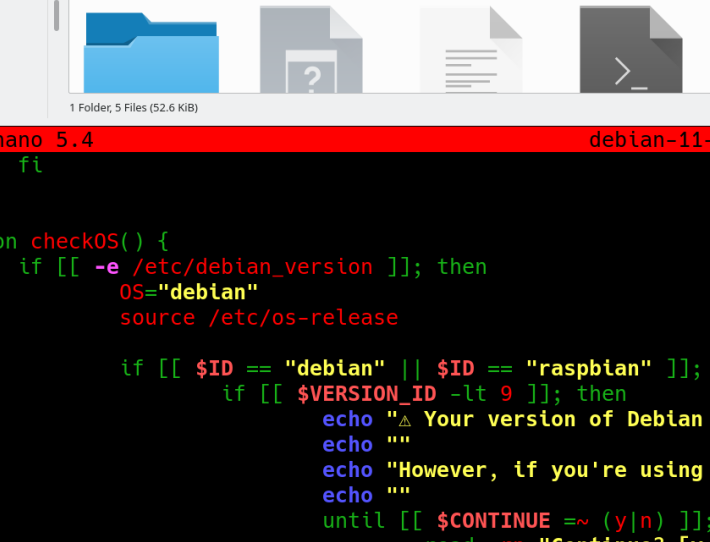 1 Folder, 5 Files (52.6 KiB)
nano 5.4 debian-11-
fi
on checkOS() {
if [[ -e /etc/debian_version ]]; then
OS="debian"
source /etc/os-release
if [[ $ID == "debian" || $ID == "raspbian" ]];
if [[ $VERSION_ID -lt 9 ]]; then
echo "⚠ Your version of Debian
echo ""
echo "However, if you're using
echo ""
until [[ $CONTINUE =~ (y|n) ]];